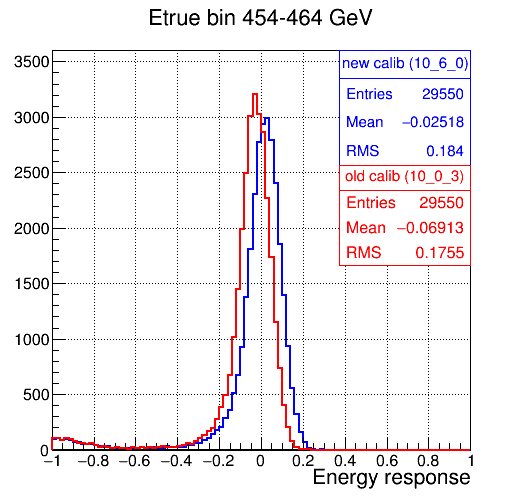 Etrue bin 454-464 GeV
new calib (10_6_0)
Entries 29550
Mean −0.02518
RMS 0.184
old calib (10_0_3)
Entries 29550
Mean −0.06913
RMS 0.1755
3500
3000
2500
2000
1500
1000
500
0
−1 −0.8 −0.6 −0.4 −0.2 0 0.2 0.4 0.6 0.8 1
Energy response